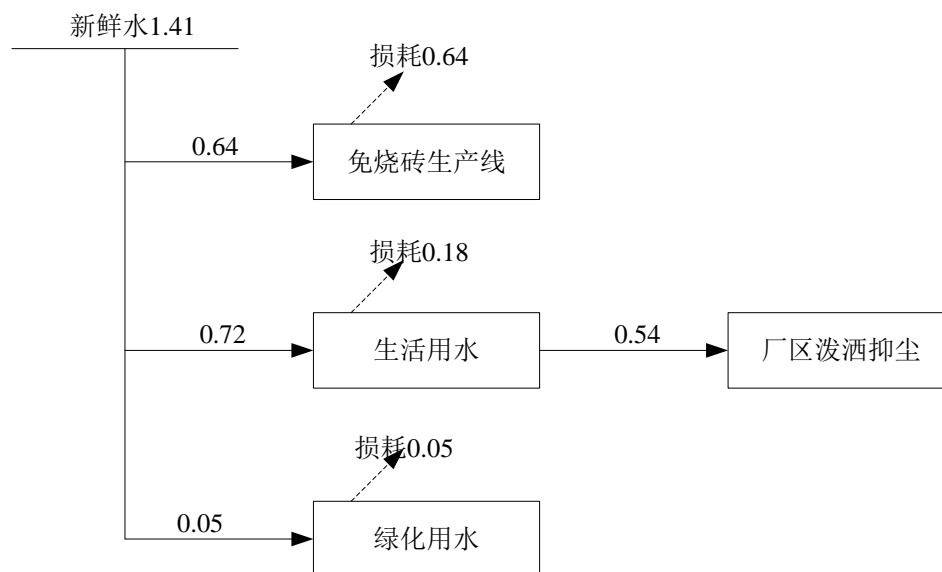 新鲜水1.41
损耗0.64
0.64
免烧砖生产线
损耗0.18
0.72
生活用水
0.54
厂区泼洒抑尘
损耗0.05
0.05
绿化用水